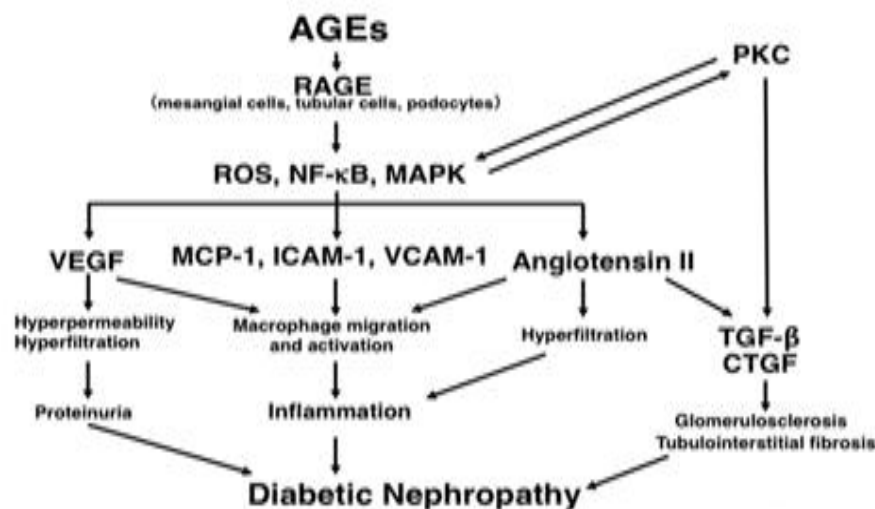 AGEs
PKC
RAGE
(mesangial cells, tubular cells, podocytes)
ROS, NF-κB, MAPK
VEGF
MCP-1, ICAM-1, VCAM-1
Angiotensin II
Hyperpermeability
Hyperfiltration
Macrophage migration
and activation
Hyperfiltration
TGF-β
CTGF
Proteinuria
Inflammation
Glomerulosclerosis
Tubulointerstitial fibrosis
Diabetic Nephropathy